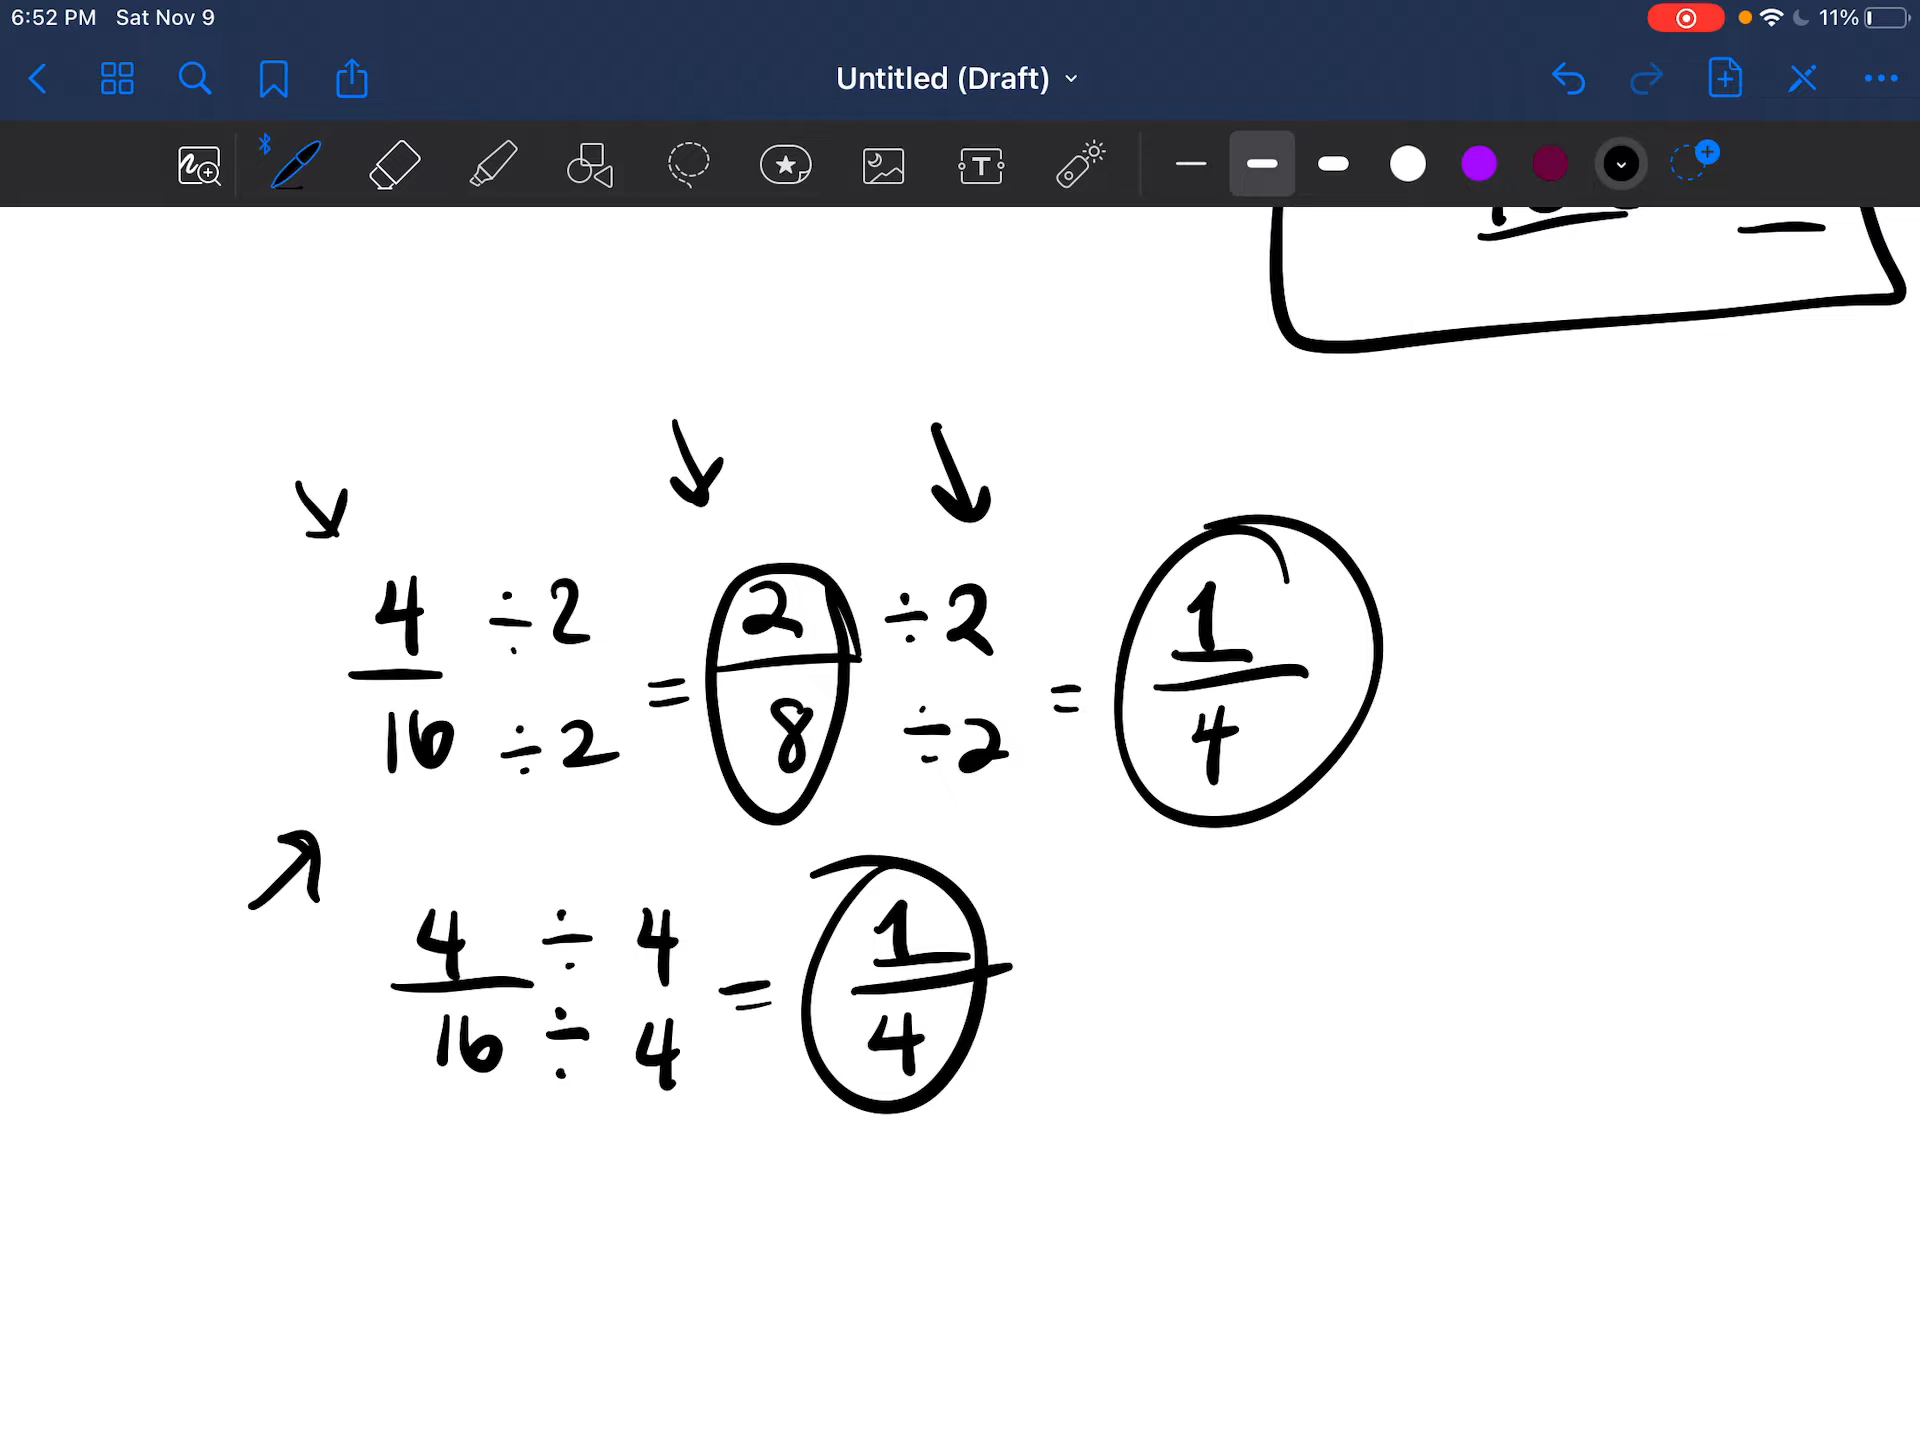 6:52 PM Sat Nov 9 11%
Untitled (Draft)
T
4/16 ÷2 ÷2 = 2/8 ÷2 ÷2 = 1/4
4/16 ÷ 4 ÷ 4 = 1/4